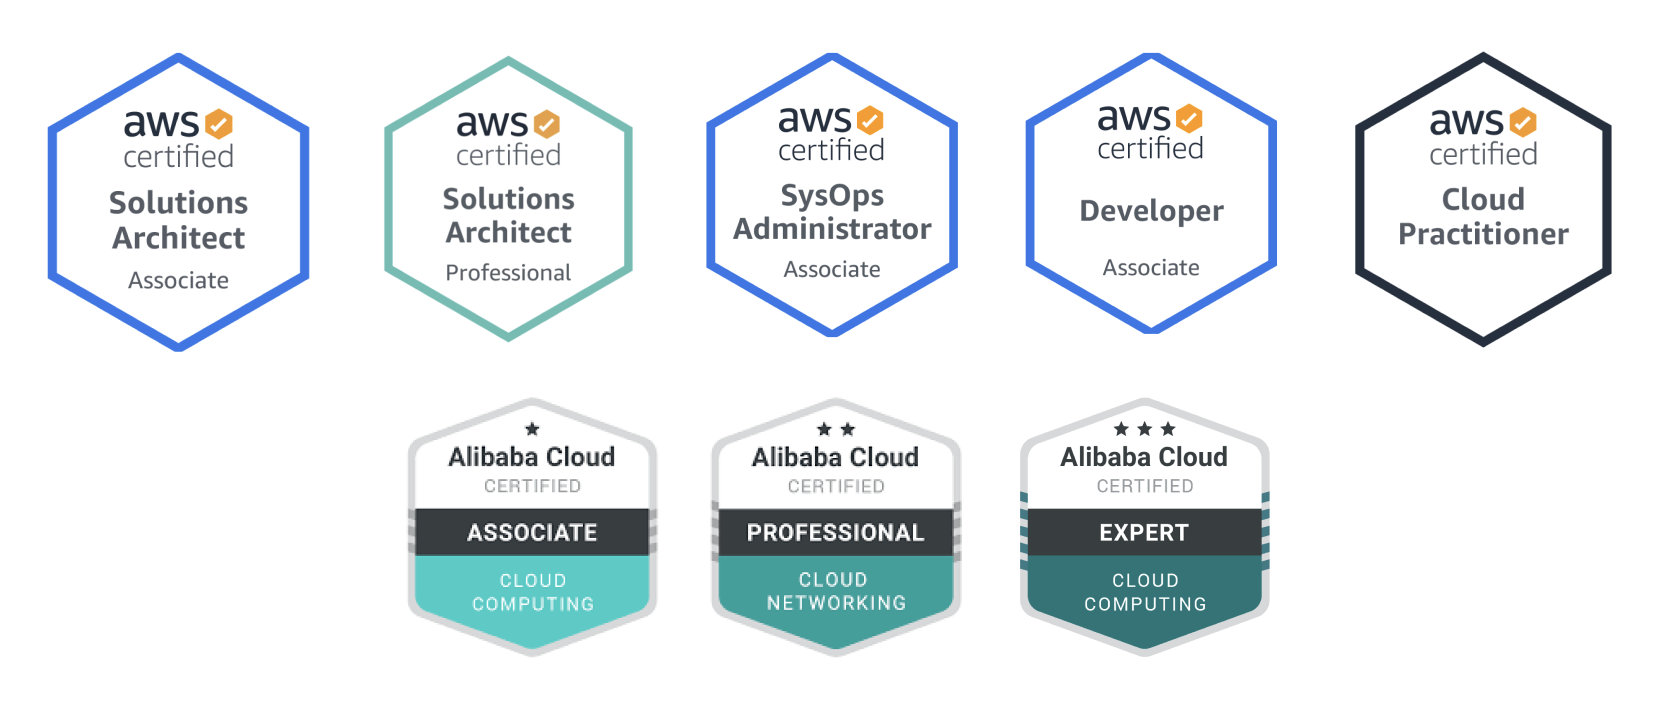 aws
certified
Solutions
Architect
Associate
aws
certified
Solutions
Architect
Professional
aws
certified
SysOps
Administrator
Associate
aws
certified
Developer
Associate
aws
certified
Cloud
Practitioner
Alibaba Cloud
CERTIFIED
ASSOCIATE
CLOUD
COMPUTING
Alibaba Cloud
CERTIFIED
PROFESSIONAL
CLOUD
NETWORKING
Alibaba Cloud
CERTIFIED
EXPERT
CLOUD
COMPUTING